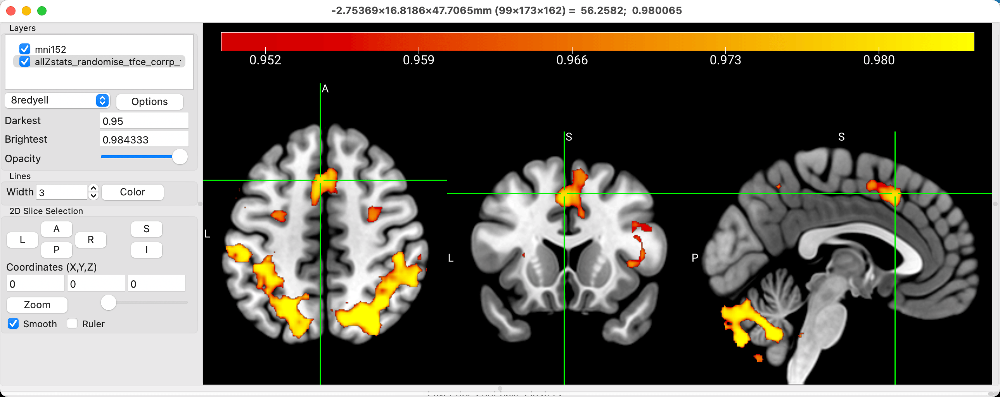 -2.75369×16.8186×47.7065mm (99×173×162) = 56.2582; 0.980065
Layers
mni152
allZstats_randomise_tfce_corrp_
8redyell
Options
Darkest
0.95
Brightest
0.984333
Opacity
Lines
Width
3
Color
2D Slice Selection
A
S
L
R
P
I
Coordinates (X,Y,Z)
0
0
0
Zoom
Smooth
Ruler
0.952
0.959
0.966
0.973
0.980
A
L
S
L
S
P